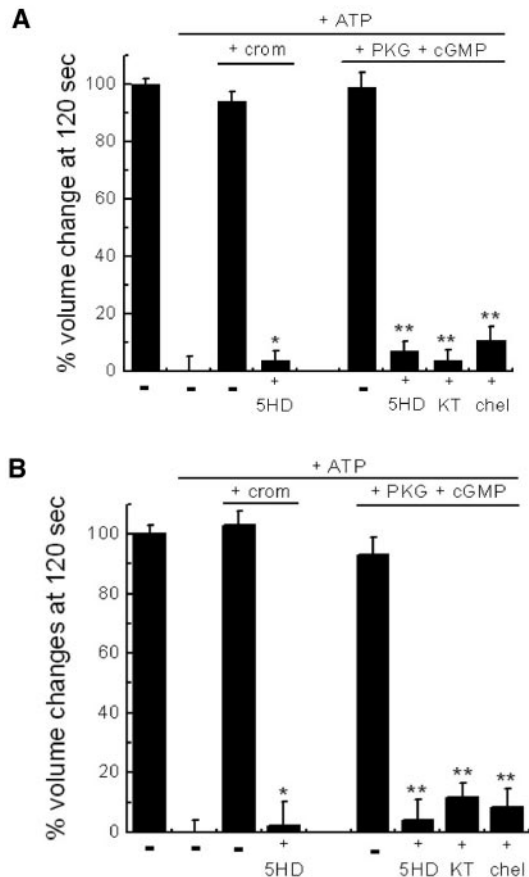 A
+ ATP
+ crom
+ PKG + cGMP
% volume change at 120 sec
100
80
60
40
20
0
*
**
**
**
- - - + - + + +
5HD 5HD KT chel
B
+ ATP
+ crom
+ PKG + cGMP
% volume changes at 120 sec
100
80
60
40
20
0
*
**
**
**
- - - + - + + +
5HD 5HD KT chel